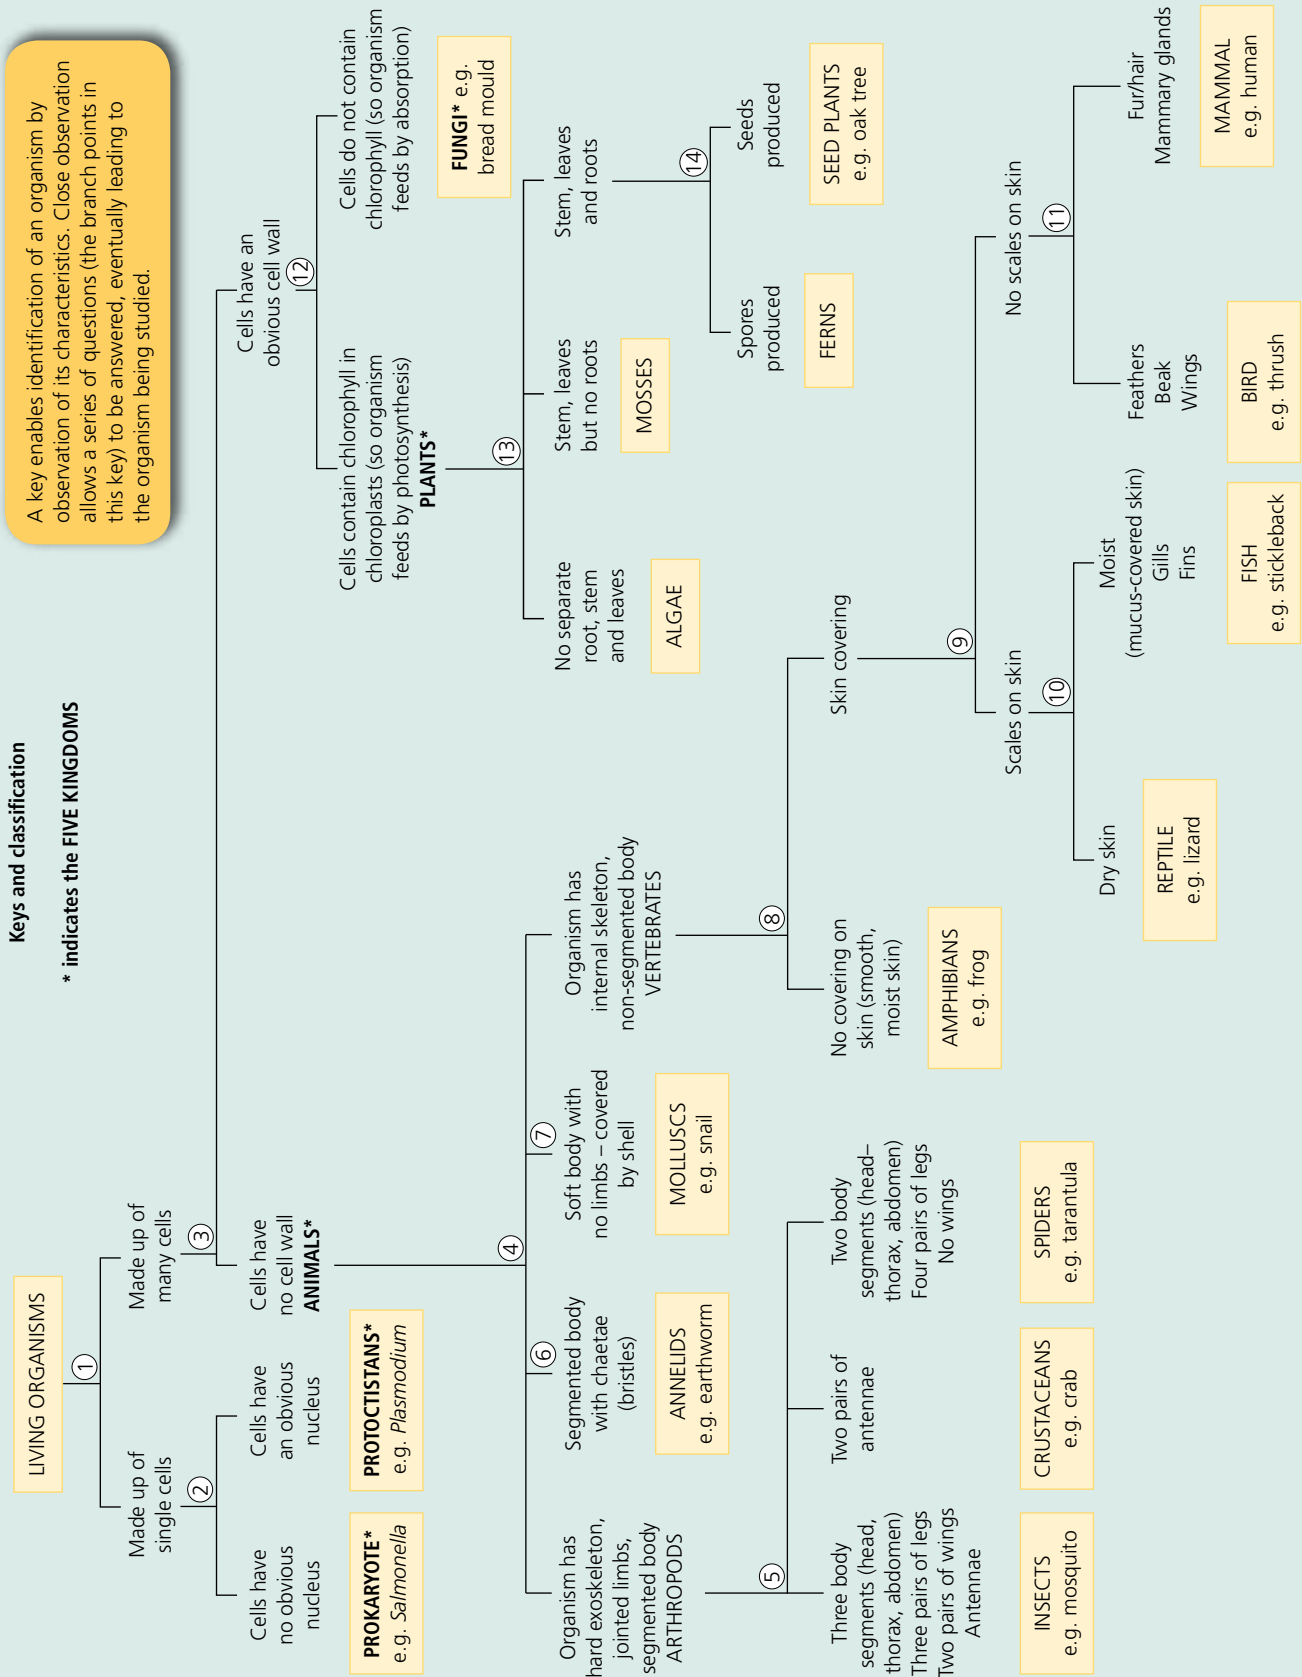 Keys and classification
* indicates the FIVE KINGDOMS
A key enables identification of an organism by
observation of its characteristics. Close observation
allows a series of questions (the branch points in
this key) to be answered, eventually leading to
the organism being studied.
LIVING ORGANISMS
1
Made up of
single cells
Made up of
many cells
2
3
Cells have
no obvious
nucleus
Cells have
an obvious
nucleus
Cells have
no cell wall
ANIMALS*
Cells have an
obvious cell wall
PROKARYOTE*
e.g. Salmonella
PROTOCTISTANS*
e.g. Plasmodium
12
Cells contain chlorophyll in
chloroplasts (so organism
feeds by photosynthesis)
PLANTS*
Cells do not contain
chlorophyll (so organism
feeds by absorption)
FUNGI* e.g.
bread mould
13
No separate
root, stem
and leaves
ALGAE
Stem, leaves
but no roots
MOSSES
Stem, leaves
and roots
14
Spores
produced
FERNS
Seeds
produced
SEED PLANTS
e.g. oak tree
4
Organism has
hard exoskeleton,
jointed limbs,
segmented body
ARTHROPODS
6
Segmented body
with chaetae
(bristles)
ANNELIDS
e.g. earthworm
7
Soft body with
no limbs – covered
by shell
MOLLUSCS
e.g. snail
Organism has
internal skeleton,
non-segmented body
VERTEBRATES
5
Three body
segments (head,
thorax, abdomen)
Three pairs of legs
Two pairs of wings
Antennae
INSECTS
e.g. mosquito
Two pairs of
antennae
CRUSTACEANS
e.g. crab
Two body
segments (head–
thorax, abdomen)
Four pairs of legs
No wings
SPIDERS
e.g. tarantula
8
No covering on
skin (smooth,
moist skin)
AMPHIBIANS
e.g. frog
Skin covering
9
Scales on skin
No scales on skin
10
Dry skin
REPTILE
e.g. lizard
Moist
(mucus-covered skin)
Gills
Fins
FISH
e.g. stickleback
11
Feathers
Beak
Wings
BIRD
e.g. thrush
Fur/hair
Mammary glands
MAMMAL
e.g. human